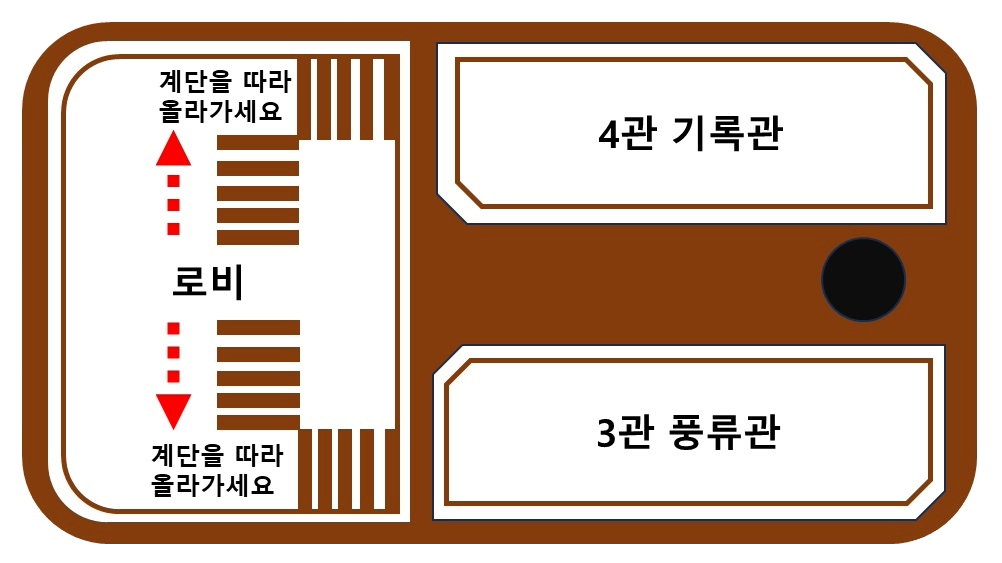 계단을 따라
올라가세요
4관 기록관
로비
3관 풍류관
계단을 따라
올라가세요